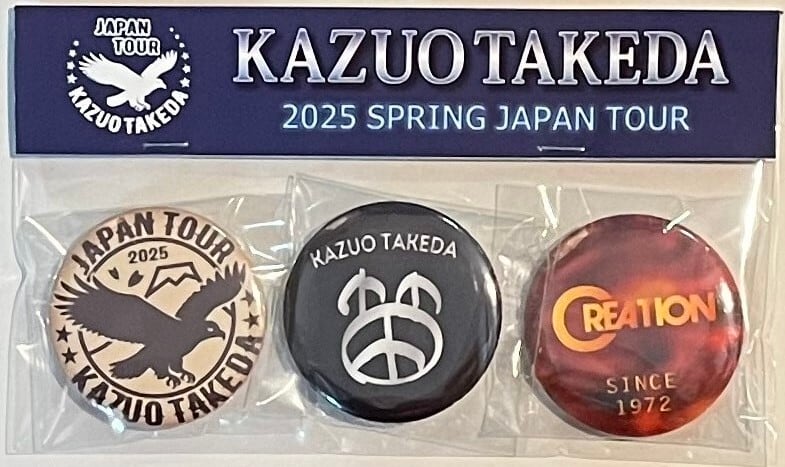 JAPAN
TOUR
KAZUO TAKEDA
KAZUO TAKEDA
2025 SPRING JAPAN TOUR
JAPAN TOUR
2025
KAZUO TAKEDA
KAZUO TAKEDA
CREATION
SINCE
1972